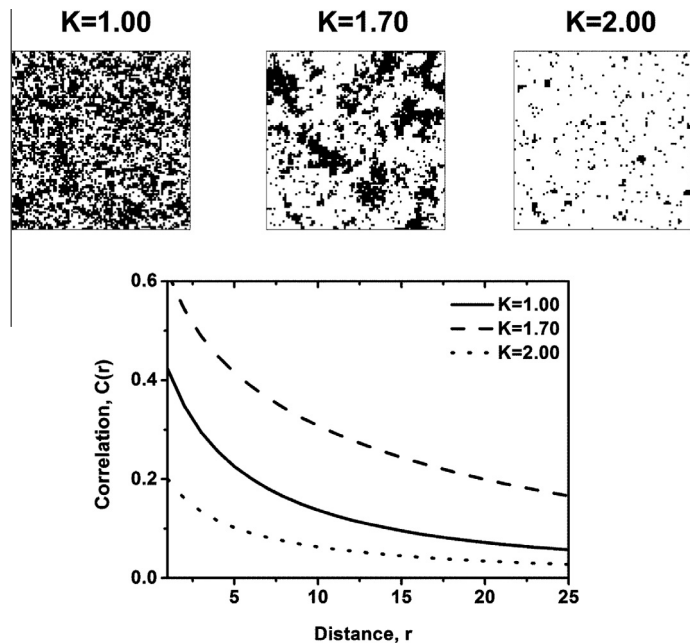 K=1.00 K=1.70 K=2.00
0.6
K=1.00
K=1.70
K=2.00
0.4
Correlation, C(r)
0.2
0.0
5 10 15 20 25
Distance, r